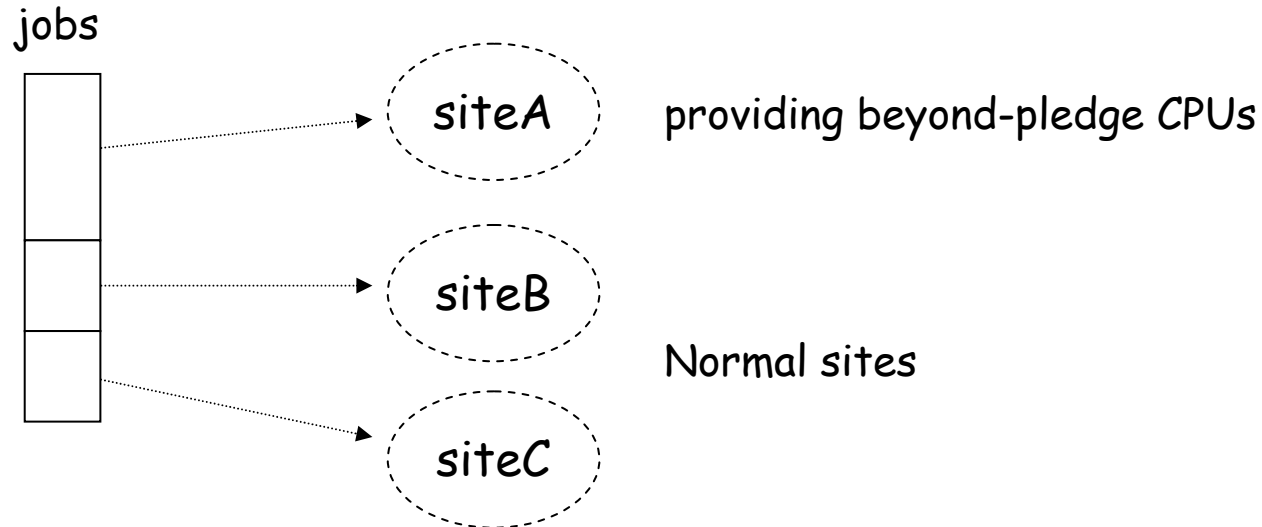 jobs
siteA
providing beyond-pledge CPUs
siteB
Normal sites
siteC